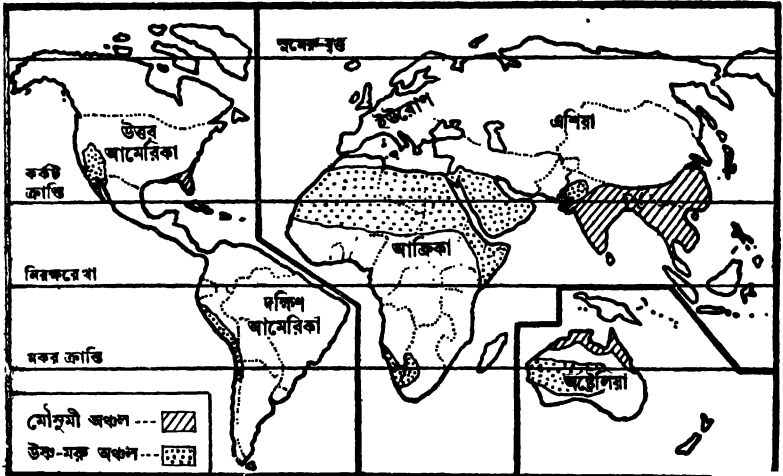 সুমেরু-বৃত্ত
ইউরোপ
এশিয়া
উত্তর
আমেরিকা
কর্কট
ক্রান্তি
আফ্রিকা
নিরক্ষরেখা
দক্ষিণ
আমেরিকা
মকর ক্রান্তি
অস্ট্রেলিয়া
মৌসুমী অঞ্চল ---
উষ্ণ-মরু অঞ্চল---